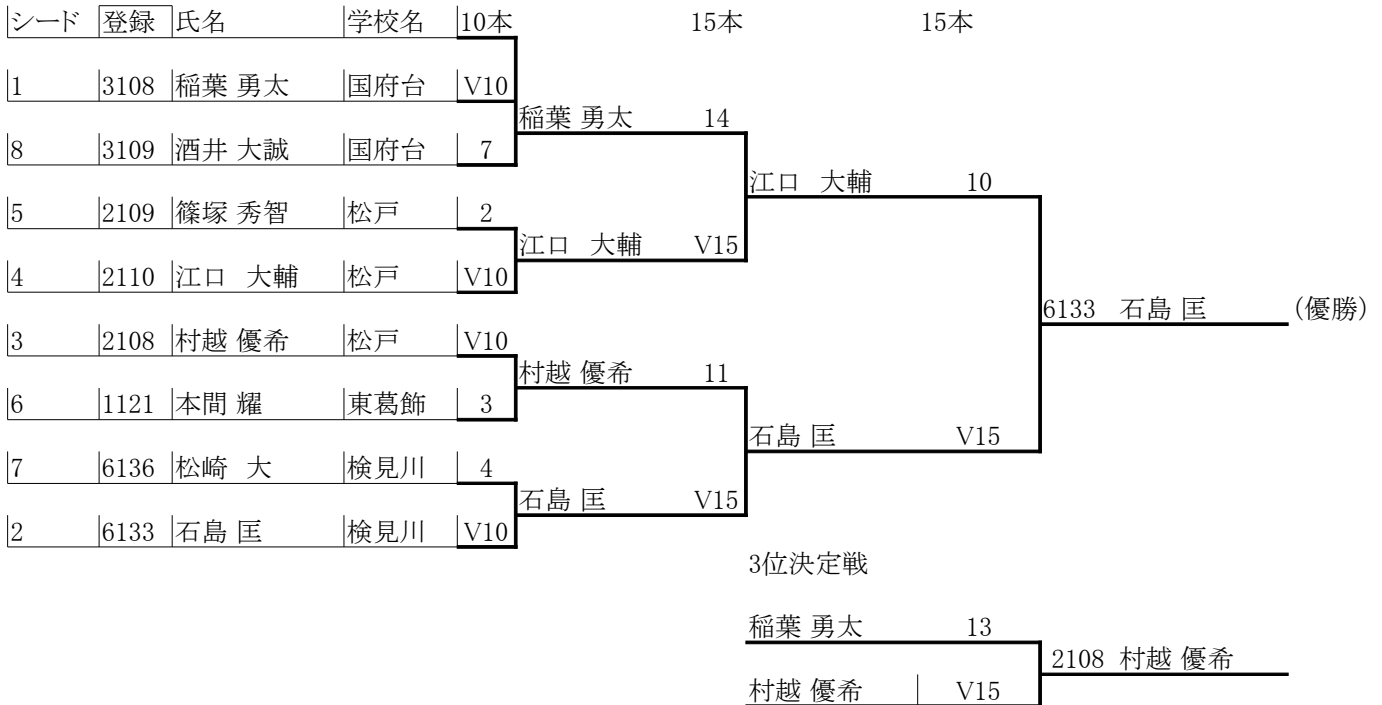 シード 登録 氏名 学校名 10本 15本 15本
1 3108 稲葉 勇太 国府台 V10
稲葉 勇太 14
8 3109 酒井 大誠 国府台 7
江口　大輔 10
5 2109 篠塚 秀智 松戸 2
江口　大輔 V15
4 2110 江口　大輔 松戸 V10
6133 石島 匡 (優勝)
3 2108 村越 優希 松戸 V10
村越 優希 11
6 1121 本間 耀 東葛飾 3
石島 匡 V15
7 6136 松崎　大 検見川 4
石島 匡 V15
2 6133 石島 匡 検見川 V10
3位決定戦
稲葉 勇太 13
2108 村越 優希
村越 優希 V15